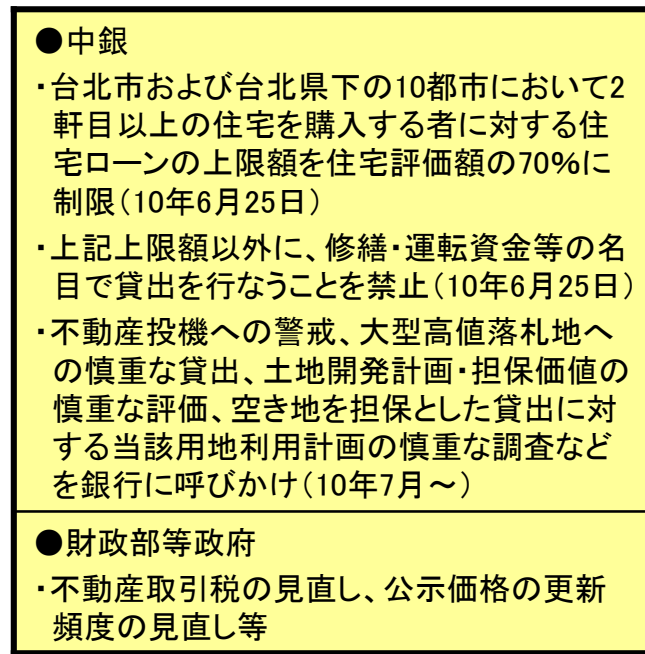 ●中銀
・台北市および台北県下の10都市において2
軒目以上の住宅を購入する者に対する住
宅ローンの上限額を住宅評価額の70%に
制限(10年6月25日)
・上記上限額以外に、修繕・運転資金等の名
目で貸出を行なうことを禁止(10年6月25日)
・不動産投機への警戒、大型高値落札地へ
の慎重な貸出、土地開発計画・担保価値の
慎重な評価、空き地を担保とした貸出に対
する当該用地利用計画の慎重な調査など
を銀行に呼びかけ(10年7月~)
●財政部等政府
・不動産取引税の見直し、公示価格の更新
頻度の見直し等